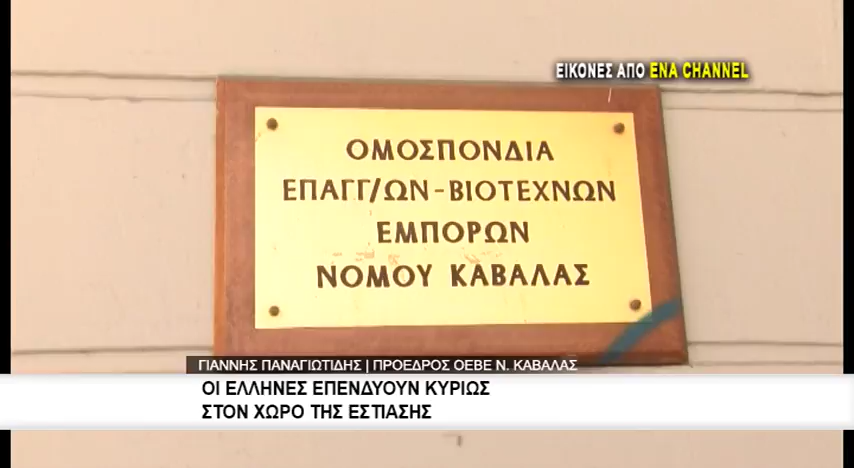 ΕΙΚΟΝΕΣ ΑΠΟ ENA CHANNEL
ΟΜΟΣΠΟΝΔΙΑ
ΕΠΑΓΓ/ΩΝ-ΒΙΟΤΕΧΝΩΝ
ΕΜΠΟΡΩΝ
ΝΟΜΟΥ ΚΑΒΑΛΑΣ
ΓΙΑΝΝΗΣ ΠΑΝΑΓΙΩΤΙΔΗΣ | ΠΡΟΕΔΡΟΣ ΟΕΒΕ Ν. ΚΑΒΑΛΑΣ
ΟΙ ΕΛΛΗΝΕΣ ΕΠΕΝΔΥΟΥΝ ΚΥΡΙΩΣ
ΣΤΟΝ ΧΩΡΟ ΤΗΣ ΕΣΤΙΑΣΗΣ